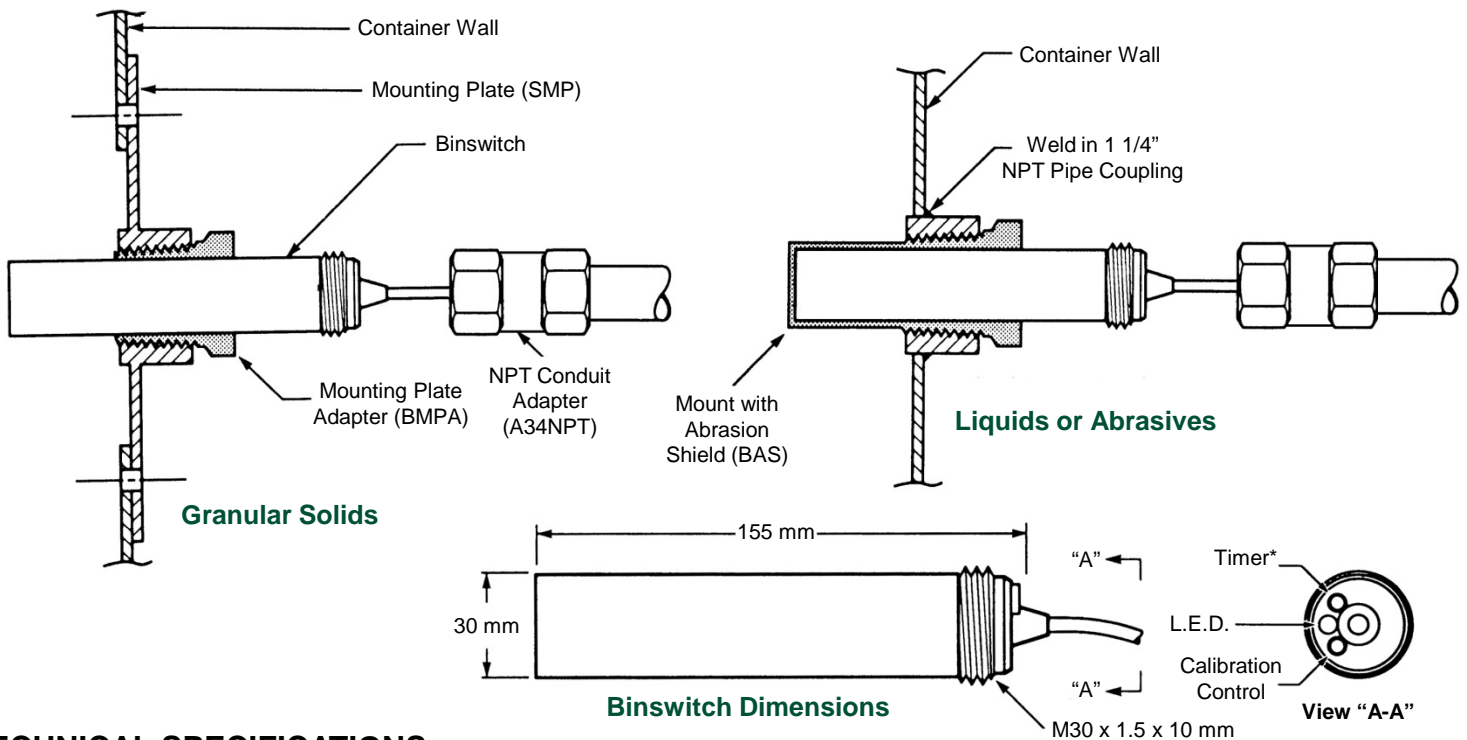 Container Wall
Mounting Plate (SMP)
Binswitch
Mounting Plate
Adapter (BMPA)
NPT Conduit
Adapter
(A34NPT)
Granular Solids
Container Wall
Weld in 1 1/4”
NPT Pipe Coupling
Mount with
Abrasion
Shield (BAS)
Liquids or Abrasives
155 mm
30 mm
“A”
“A”
M30 x 1.5 x 10 mm
Binswitch Dimensions
Timer*
L.E.D.
Calibration
Control
View “A-A”